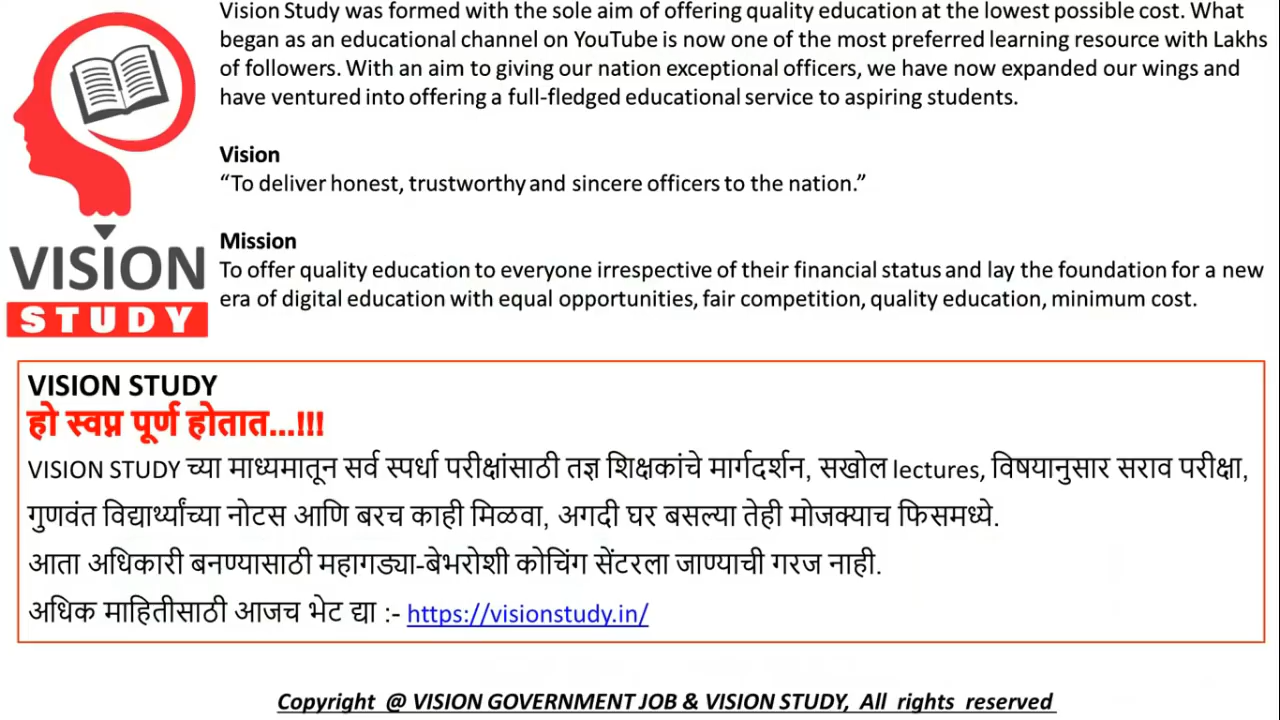 Vision Study was formed with the sole aim of offering quality education at the lowest possible cost. What
began as an educational channel on YouTube is now one of the most preferred learning resource with Lakhs
of followers. With an aim to giving our nation exceptional officers, we have now expanded our wings and
have ventured into offering a full-fledged educational service to aspiring students.
Vision
“To deliver honest, trustworthy and sincere officers to the nation.”
Mission
To offer quality education to everyone irrespective of their financial status and lay the foundation for a new
era of digital education with equal opportunities, fair competition, quality education, minimum cost.
VISION
STUDY
VISION STUDY
हो स्वप्न पूर्ण होतात...!!!
VISION STUDY च्या माध्यमातून सर्व स्पर्धा परीक्षांसाठी तज्ञ शिक्षकांचे मार्गदर्शन, सखोल lectures, विषयानुसार सराव परीक्षा,
गुणवंत विद्यार्थ्यांच्या नोटस आणि बरच काही मिळवा, अगदी घर बसल्या तेही मोजक्याच फिसमध्ये.
आता अधिकारी बनण्यासाठी महागड्या-बेभरोशी कोचिंग सेंटरला जाण्याची गरज नाही.
अधिक माहितीसाठी आजच भेट द्या :- https://visionstudy.in/
Copyright @ VISION GOVERNMENT JOB & VISION STUDY, All rights reserved